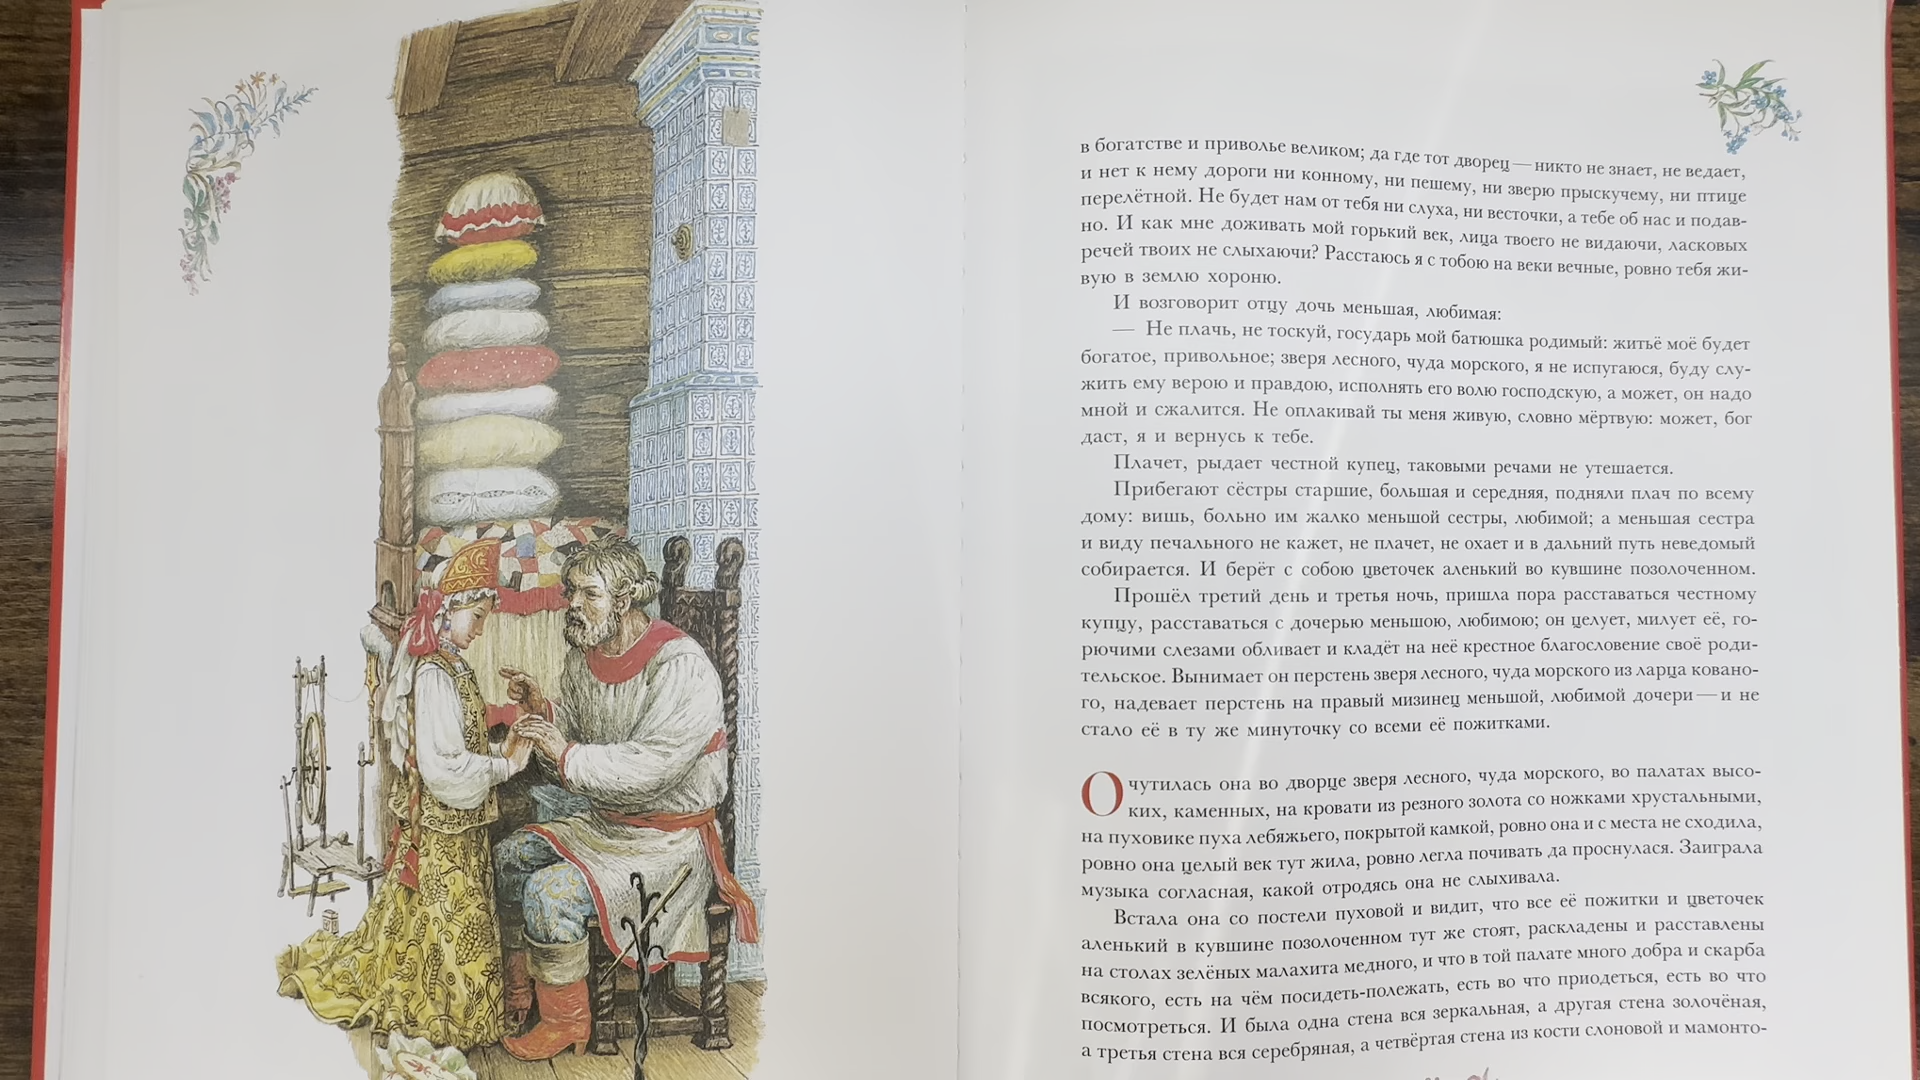 в богатстве и приволье великом; да где тот дворец — никто не знает, не ведает,
и нет к нему дороги ни конному, ни пешему, ни зверю прыскучему, ни птице
перелётной. Не будет нам от тебя ни слуха, ни весточки, а тебе об нас и подав-
но. И как мне доживать мой горький век, лица твоего не видаючи, ласковых
речей твоих не слыхаючи? Расстаюсь я с тобою на веки вечные, ровно тебя жи-
вую в землю хороню.
И возговорит отцу дочь меньшая, любимая:
— Не плачь, не тоскуй, государь мой батюшка родимый: житьё моё будет
богатое, привольное; зверя лесного, чуда морского, я не испугаюся, буду слу-
жить ему верою и правдою, исполнять его волю господскую, а может, он надо
мной и сжалится. Не оплакивай ты меня живую, словно мёртвую: может, бог
даст, я и вернусь к тебе.
Плачет, рыдает честной купец, таковыми речами не утешается.
Прибегают сёстры старшие, большая и середняя, подняли плач по всему
дому: вишь, больно им жалко меньшой сестры, любимой; а меньшая сестра
и виду печального не кажет, не плачет, не охает и в дальний путь неведомый
собирается. И берёт с собою цветочек аленький во кувшине позолоченном.
Прошёл третий день и третья ночь, пришла пора расставаться честному
купцу, расставаться с дочерью меньшою, любимою; он целует, милует её, го-
рючими слезами обливает и кладёт на неё крестное благословение своё роди-
тельское. Вынимает он перстень зверя лесного, чуда морского из ларца ковано-
го, надевает перстень на правый мизинец меньшой, любимой дочери — и не
стало её в ту же минуточку со всеми её пожитками.
Очутилась она во дворце зверя лесного, чуда морского, во палатах высо-
ких, каменных, на кровати из резного золота со ножками хрустальными,
на пуховике пуха лебяжьего, покрытой камкой, ровно она и с места не сходила,
ровно она целый век тут жила, ровно легла почивать да проснулася. Заиграла
музыка согласная, какой отродясь она не слыхивала.
Встала она со постели пуховой и видит, что все её пожитки и цветочек
аленький в кувшине позолоченном тут же стоят, раскладены и расставлены
на столах зелёных малахита медного, и что в той палате много добра и скарба
всякого, есть на чём посидеть-полежать, есть во что приодеться, есть во что
посмотреться. И была одна стена вся зеркальная, а другая стена золочёная,
а третья стена вся серебряная, а четвёртая стена из кости слоновой и мамонто-